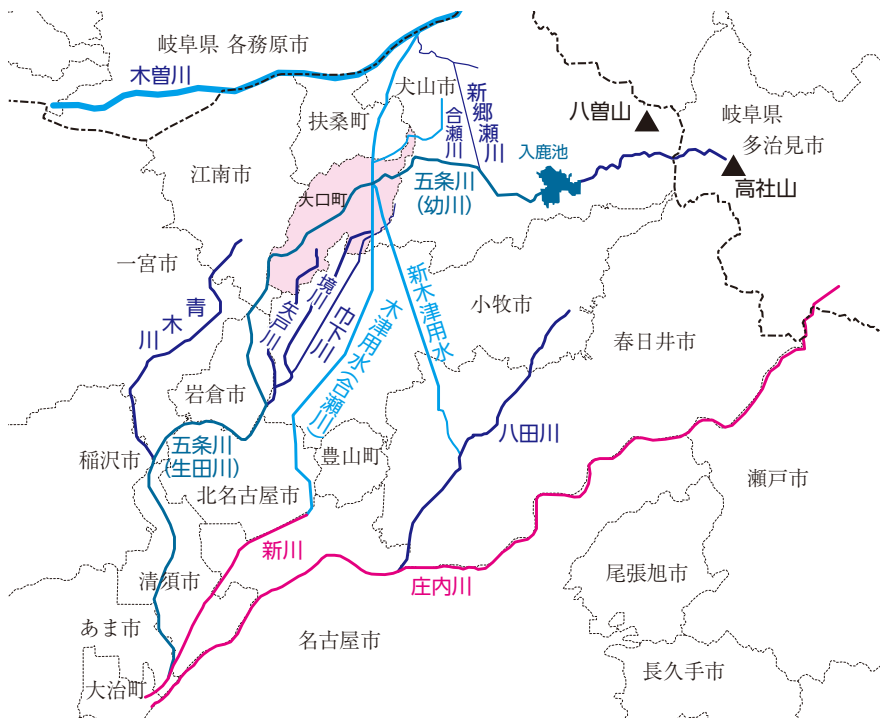 岐阜県 各務原市
木曽川
犬山市
扶桑町
合瀬川
新郷瀬川
八曽山
岐阜県
多治見市
入鹿池
高社山
江南市
大口町
五条川
(幼川)
一宮市
青木川
矢戸川
境川
巾下川
木津用水(合瀬川)
新木津用水
小牧市
春日井市
岩倉市
五条川
(生田川)
稲沢市
豊山町
八田川
北名古屋市
瀬戸市
新川
清須市
庄内川
尾張旭市
あま市
名古屋市
大治町
長久手市